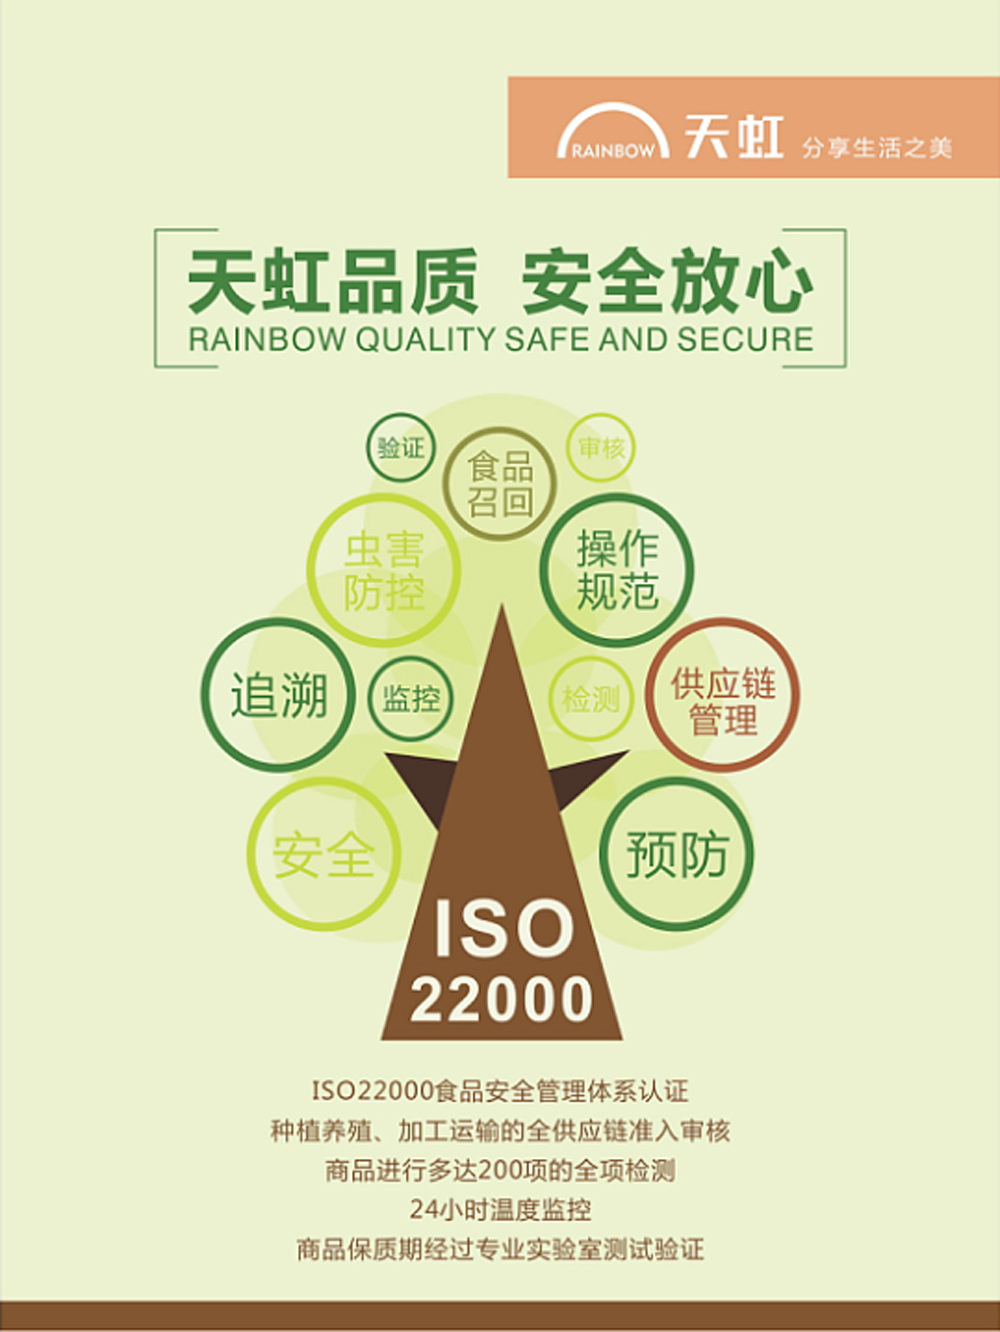 RAINBOW 天虹 分享生活之美
天虹品质 安全放心
RAINBOW QUALITY SAFE AND SECURE
验证
食品
召回
审核
虫害
防控
操作
规范
追溯
监控
检测
供应链
管理
安全
预防
ISO
22000
ISO22000食品安全管理体系认证
种植养殖、加工运输的全供应链准入审核
商品进行多达200项的全项检测
24小时温度监控
商品保质期经过专业实验室测试验证